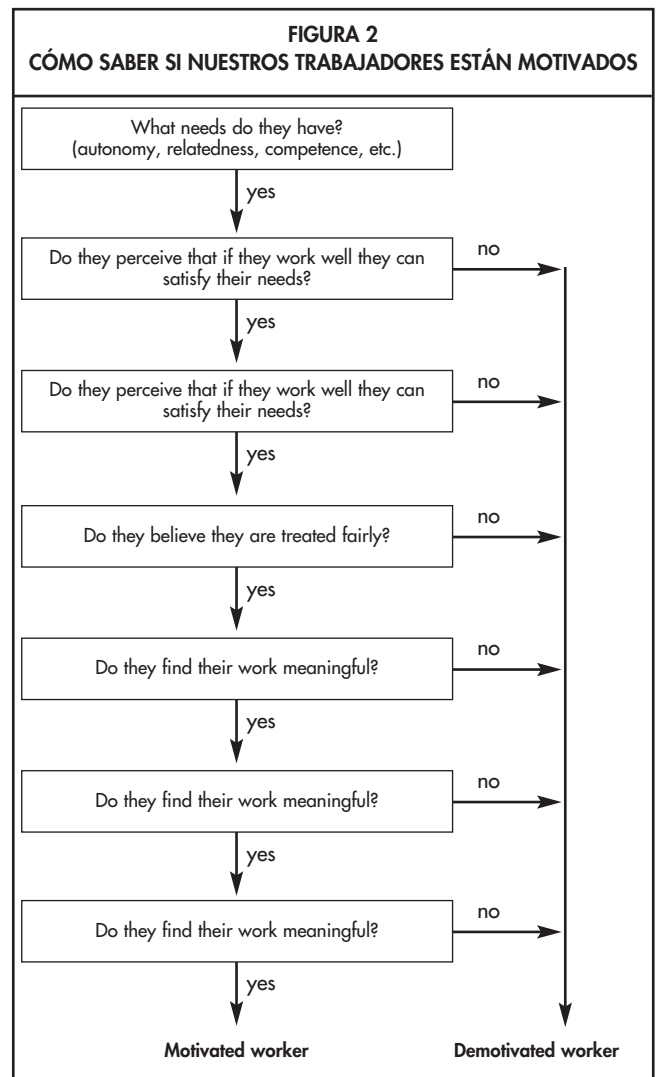 FIGURA 2
CÓMO SABER SI NUESTROS TRABAJADORES ESTÁN MOTIVADOS
What needs do they have?
(autonomy, relatedness, competence, etc.)
yes
Do they perceive that if they work well they can
satisfy their needs?
no
yes
Do they perceive that if they work well they can
satisfy their needs?
no
yes
Do they believe they are treated fairly?
no
yes
Do they find their work meaningful?
no
yes
Do they find their work meaningful?
no
yes
Do they find their work meaningful?
no
yes
Motivated worker
Demotivated worker